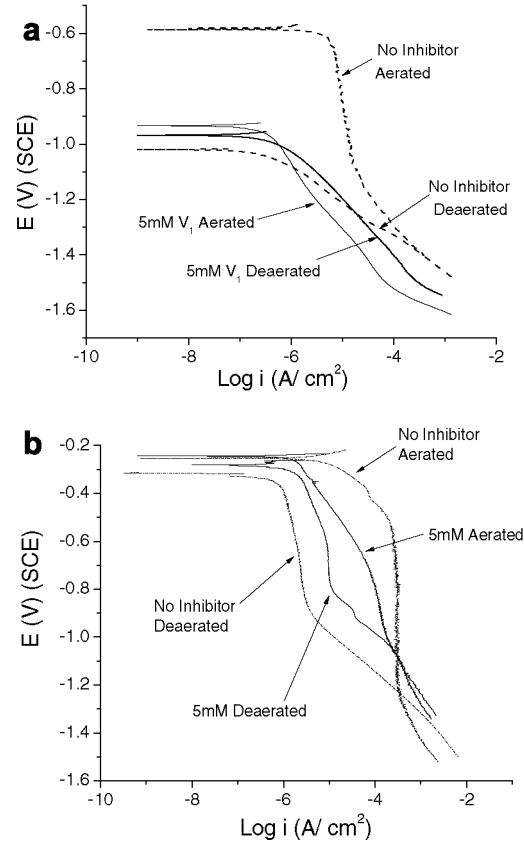 a
-0.6
-0.8
-1.0
-1.2
-1.4
-1.6
E (V) (SCE)
No Inhibitor
Aerated
No Inhibitor
Deaerated
5mM V₁ Aerated
5mM V₁ Deaerated
-10
-8
-6
-4
-2
Log i (A/ cm²)
b
-0.2
-0.4
-0.6
-0.8
-1.0
-1.2
-1.4
-1.6
E (V) (SCE)
No Inhibitor
Aerated
5mM Aerated
No Inhibitor
Deaerated
5mM Deaerated
-10
-8
-6
-4
-2
Log i (A/ cm²)